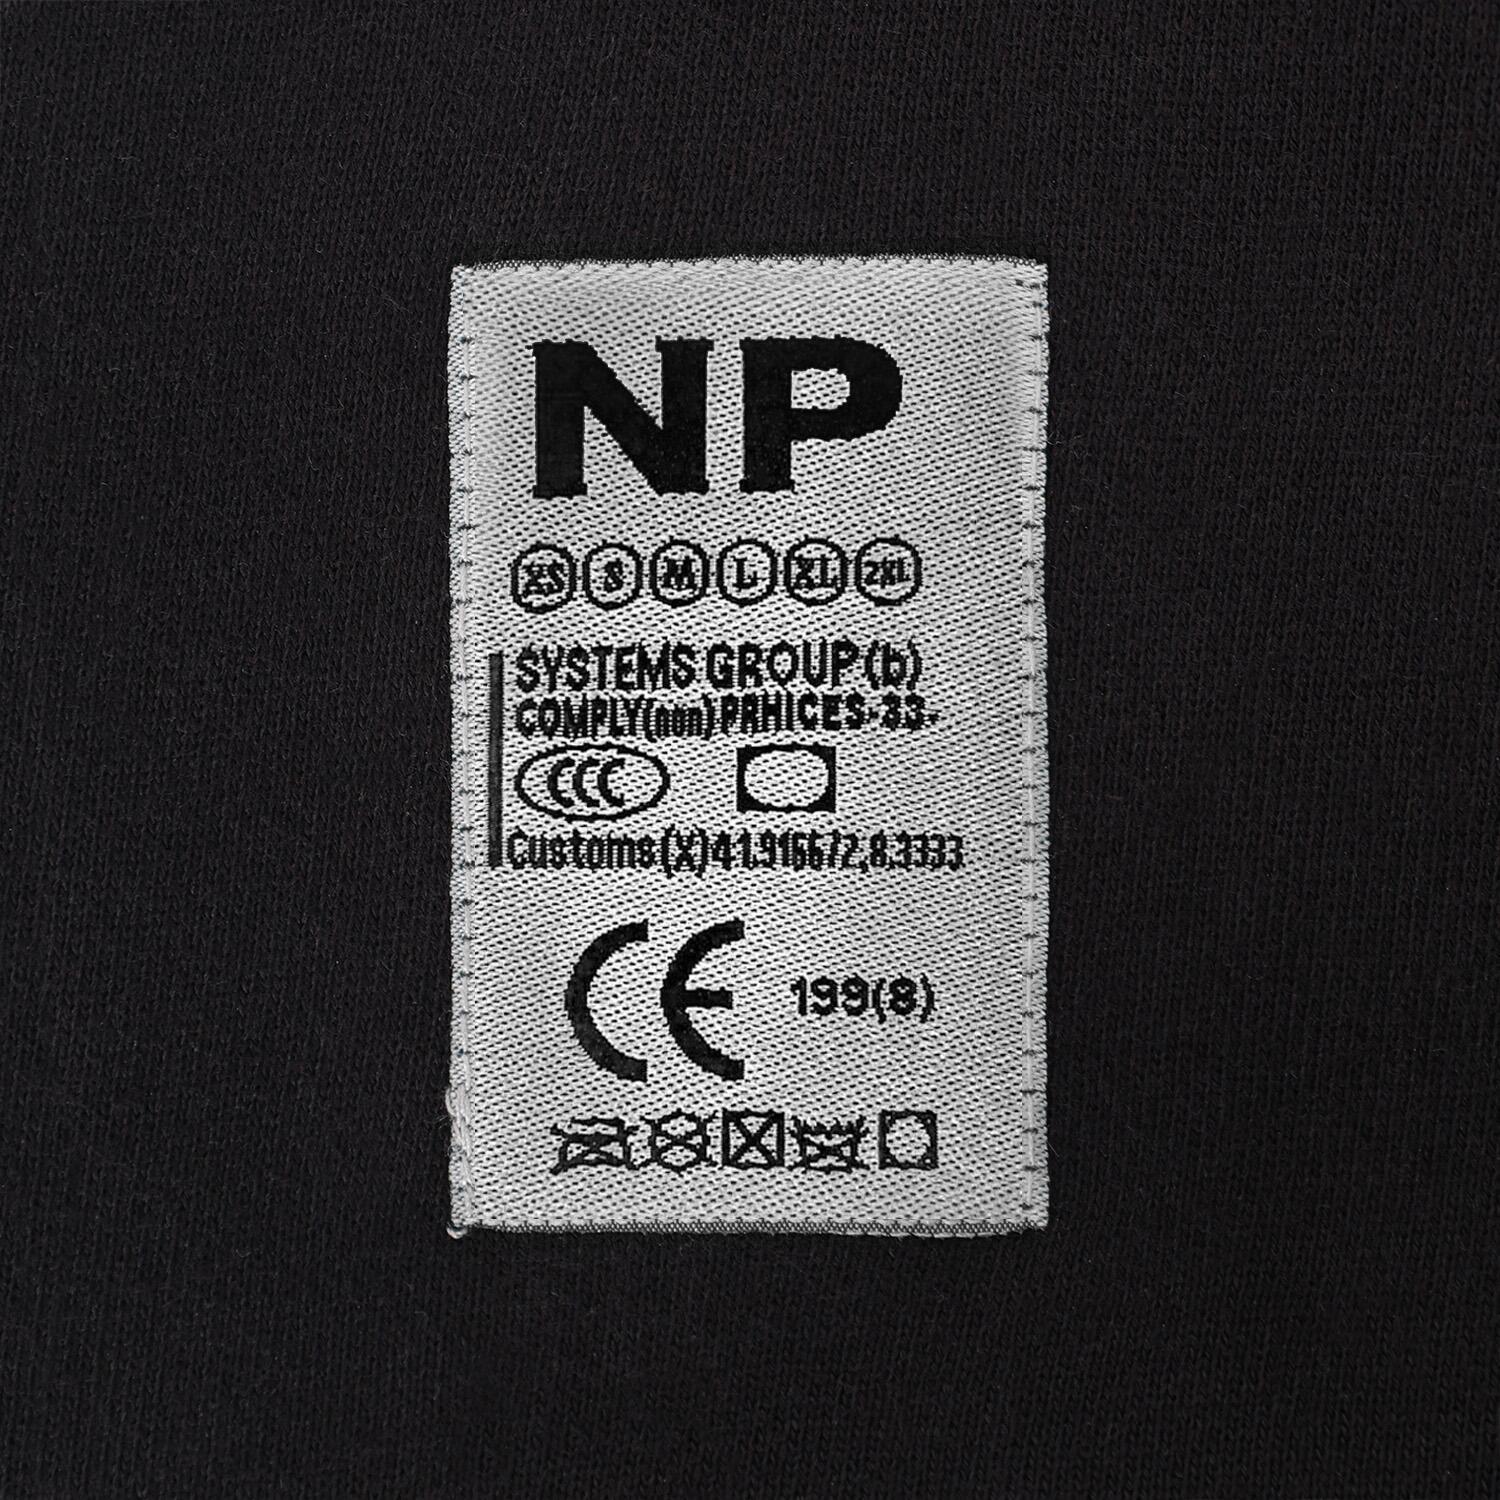 NP
XS S M L XL 2XL
SYSTEMS GROUP(b)
COMPLY(non)PRHICES-33-
CCC
Customs(X)41.916672,8.3333
CE 199(8)